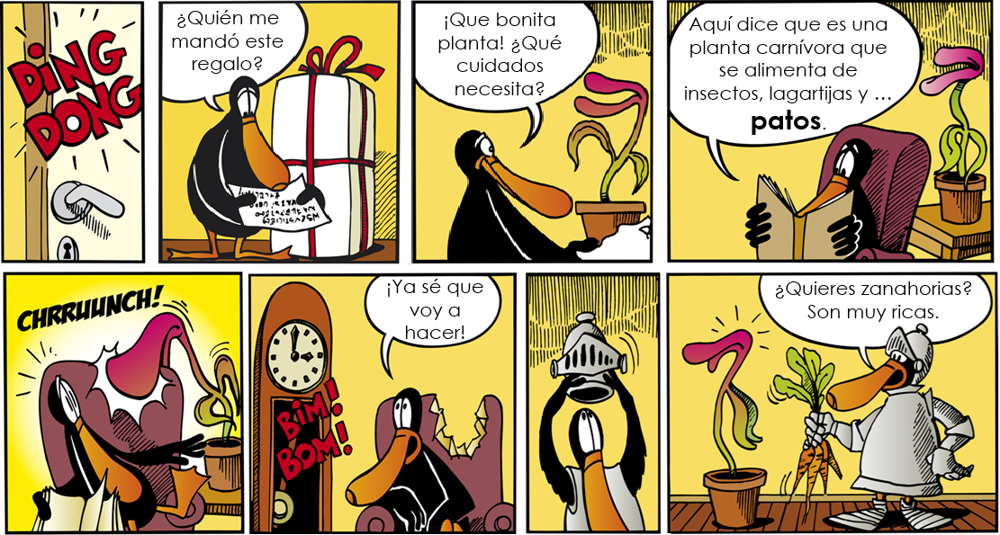 DING
DONG
¿Quién me
mandó este
regalo?
¡Que bonita
planta! ¿Qué
cuidados
necesita?
Aquí dice que es una
planta carnívora que
se alimenta de
insectos, lagartijas y ...
patos.
CHRRUUNCH!
BIM!
BOM!
¡Ya sé que
voy a
hacer!
¿Quieres zanahorias?
Son muy ricas.